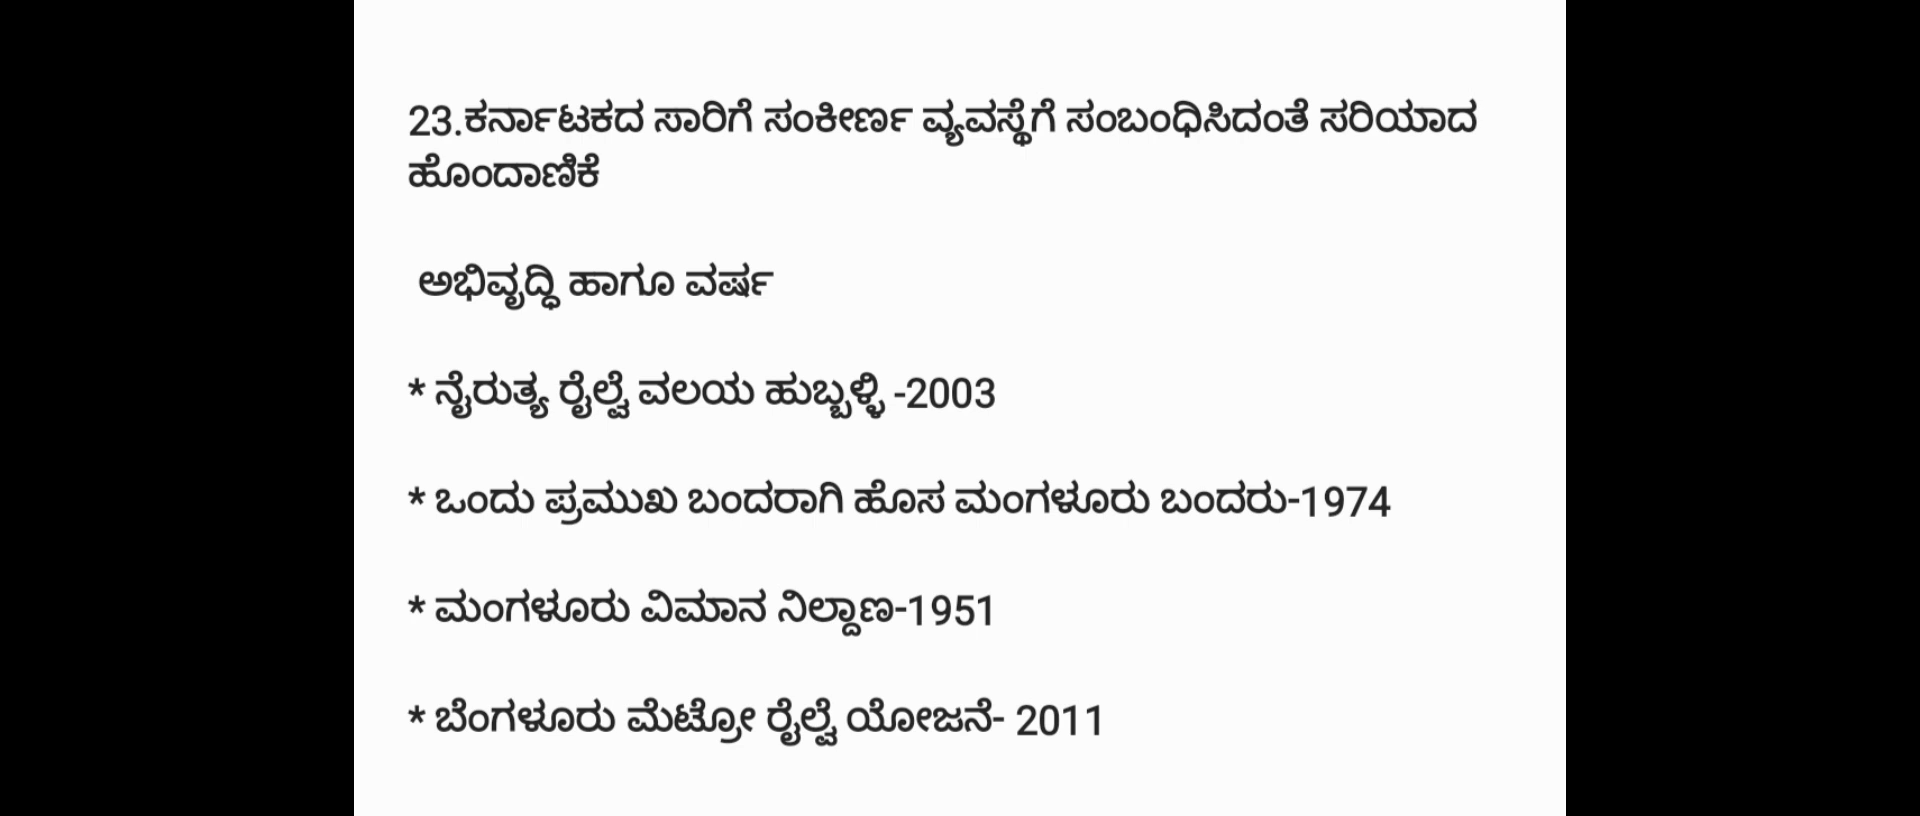 23.ಕರ್ನಾಟಕದ ಸಾರಿಗೆ ಸಂಕೀರ್ಣ ವ್ಯವಸ್ಥೆಗೆ ಸಂಬಂಧಿಸಿದಂತೆ ಸರಿಯಾದ
ಹೊಂದಾಣಿಕೆ
ಅಭಿವೃದ್ಧಿ ಹಾಗೂ ವರ್ಷ
* ನೈರುತ್ಯ ರೈಲ್ವೆ ವಲಯ ಹುಬ್ಬಳ್ಳಿ -2003
* ಒಂದು ಪ್ರಮುಖ ಬಂದರಾಗಿ ಹೊಸ ಮಂಗಳೂರು ಬಂದರು-1974
* ಮಂಗಳೂರು ವಿಮಾನ ನಿಲ್ದಾಣ-1951
* ಬೆಂಗಳೂರು ಮೆಟ್ರೋ ರೈಲ್ವೆ ಯೋಜನೆ- 2011